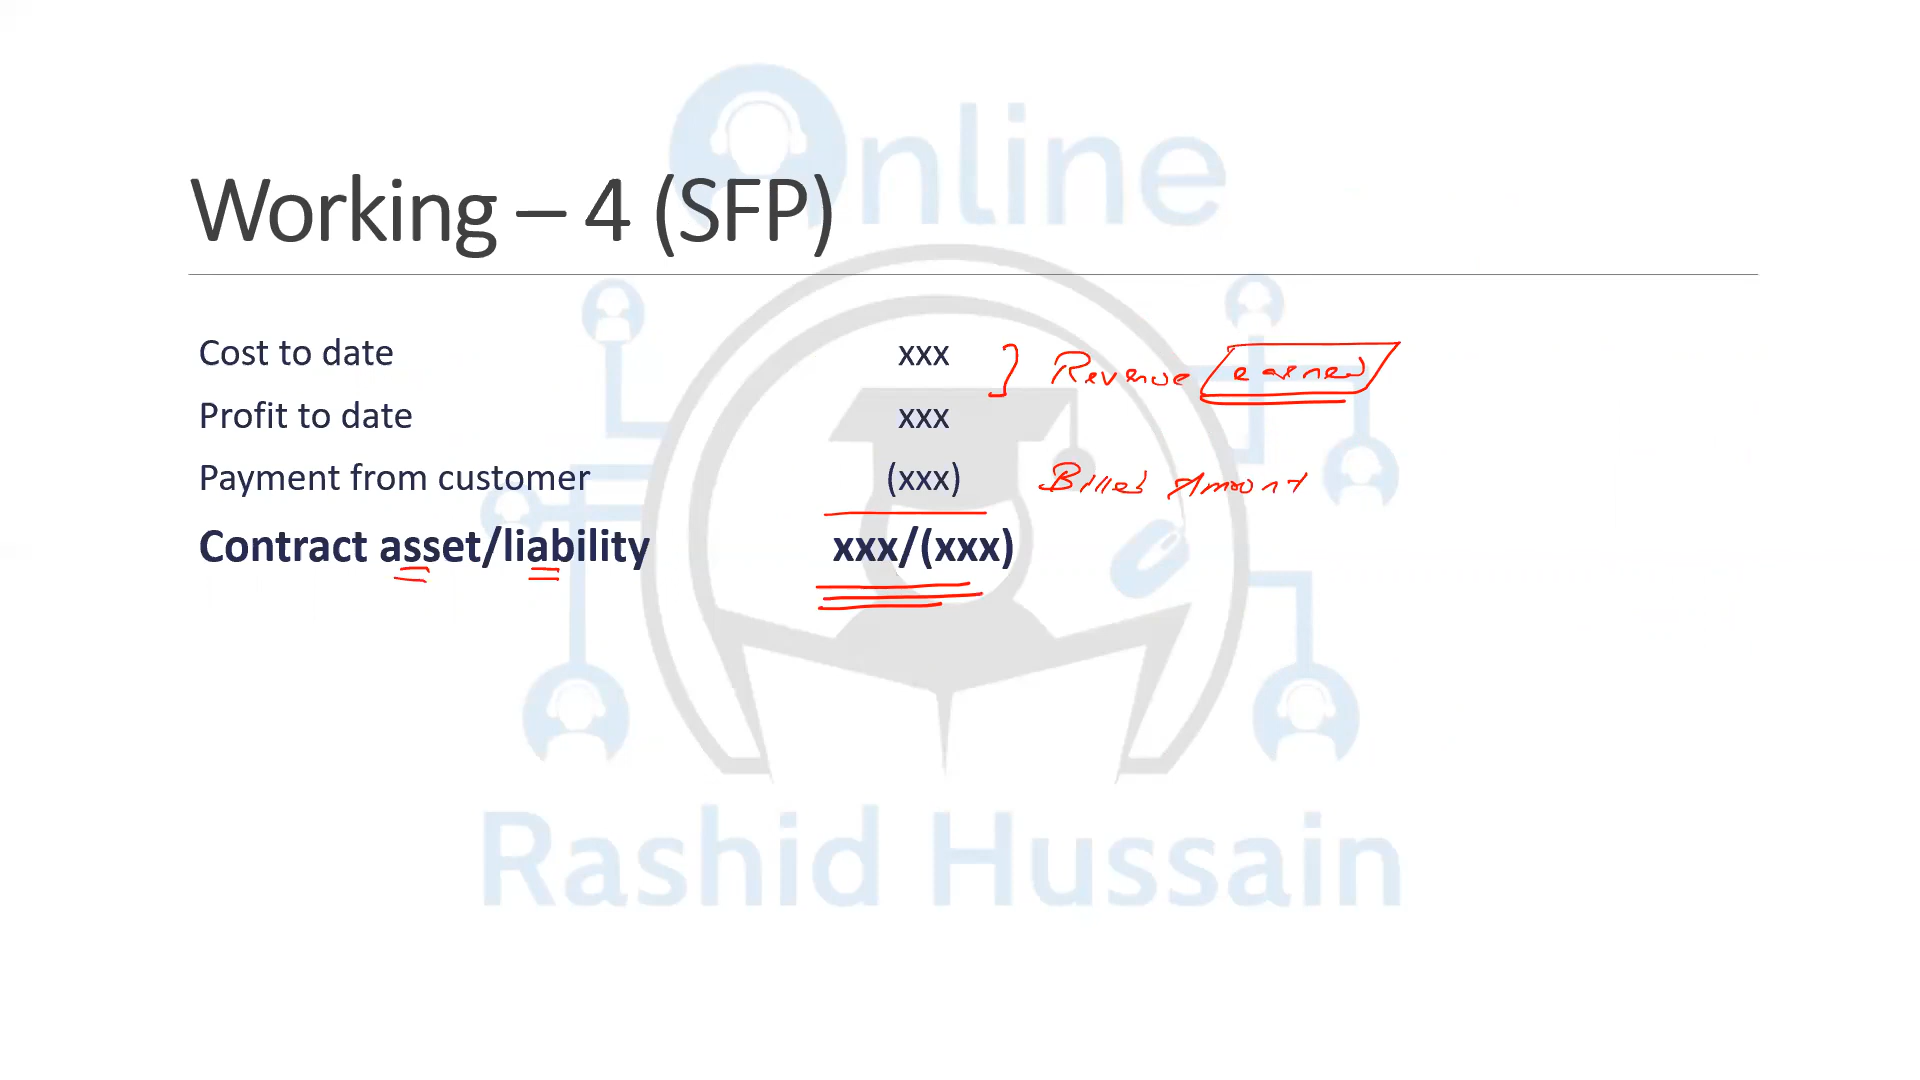 Online
Working – 4 (SFP)
Cost to date xxx
Revenue earned
Profit to date xxx
Payment from customer (xxx) Billed Amount
Contract asset/liability xxx/(xxx)
Rashid Hussain